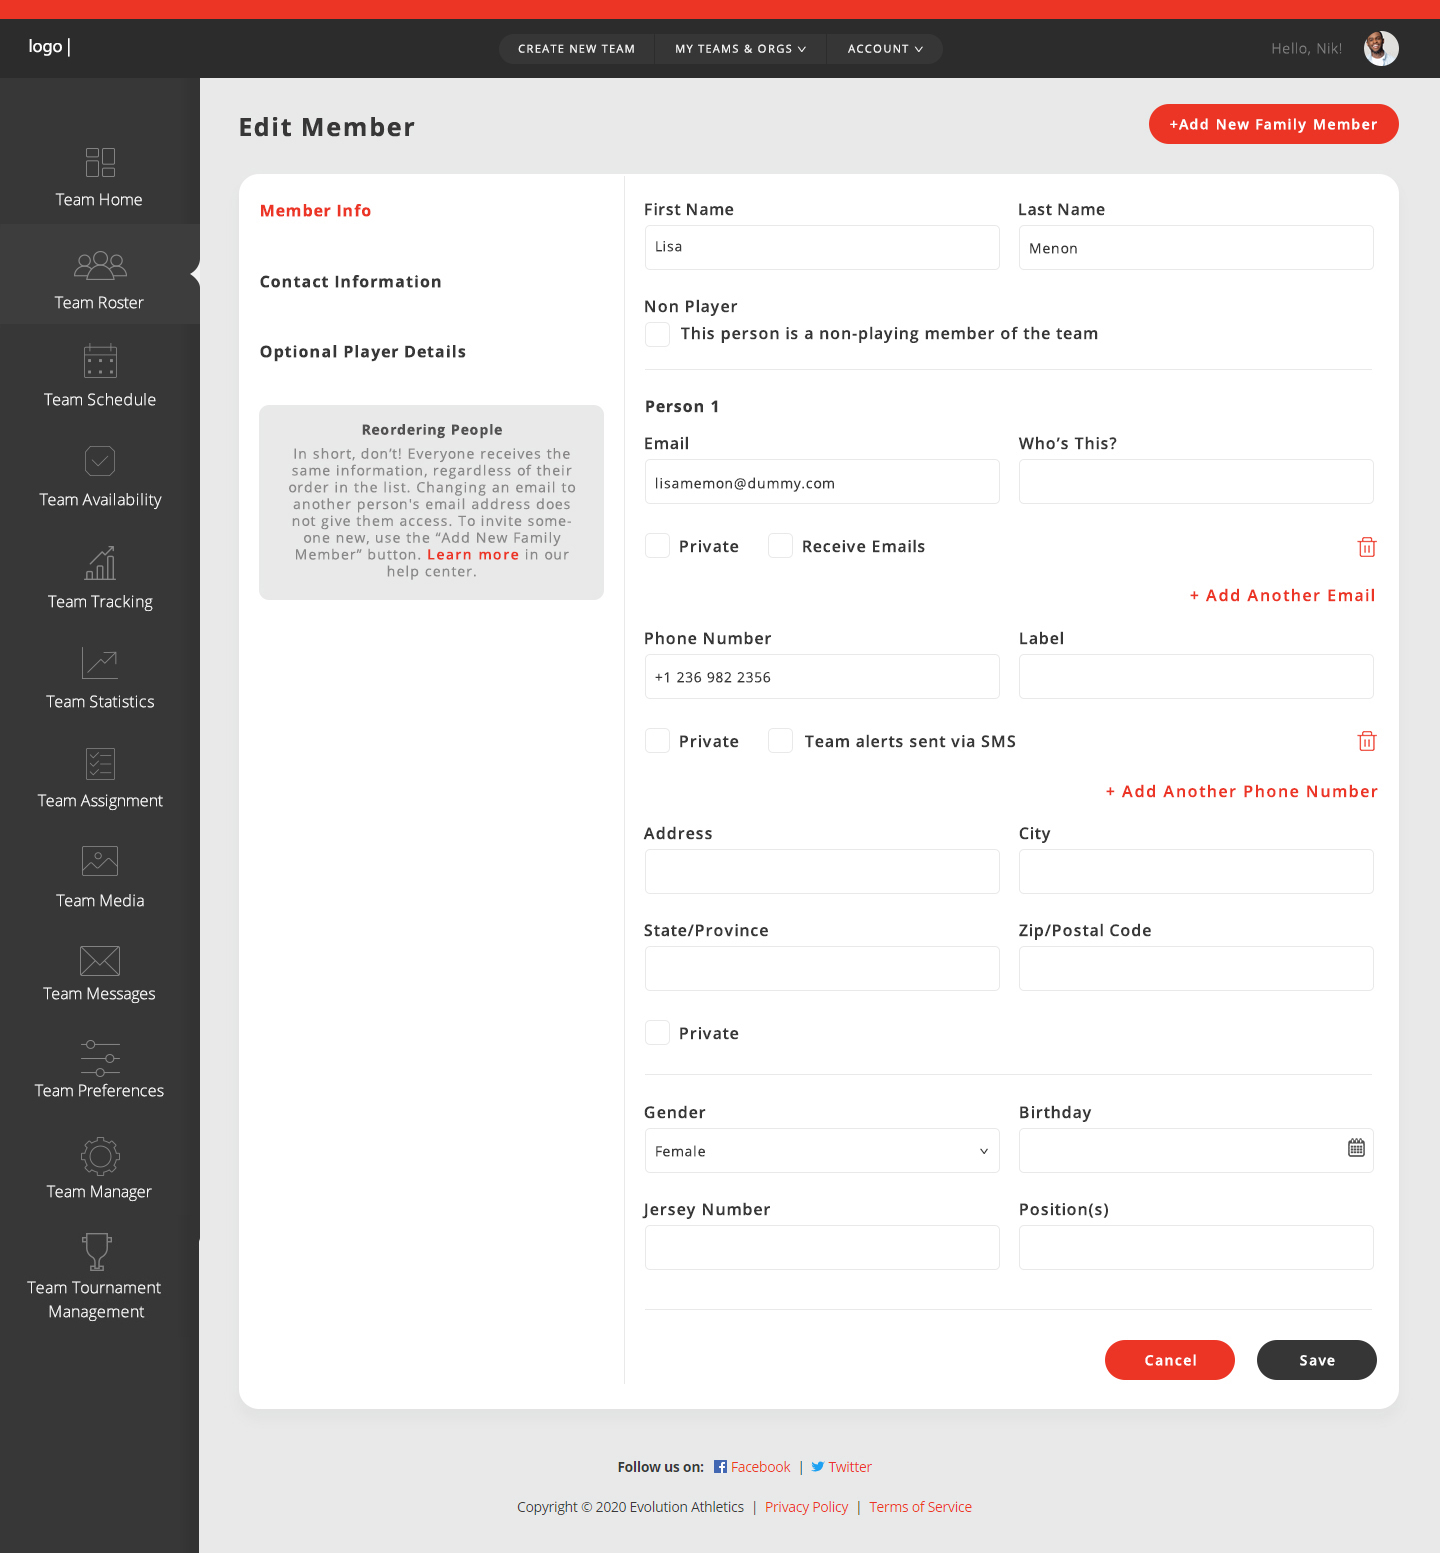 logo |
CREATE NEW TEAM
MY TEAMS & ORGS
ACCOUNT
Hello, Nik!
Team Home
Team Roster
Team Schedule
Team Availability
Team Tracking
Team Statistics
Team Assignment
Team Media
Team Messages
Team Preferences
Team Manager
Team Tournament
Management
Edit Member
+Add New Family Member
Member Info
Contact Information
Optional Player Details
Reordering People
In short, don’t! Everyone receives the
same information, regardless of their
order in the list. Changing an email to
another person's email address does
not give them access. To invite some-
one new, use the “Add New Family
Member” button. Learn more in our
help center.
First Name
Last Name
Lisa
Menon
Non Player
This person is a non-playing member of the team
Person 1
Email
Who’s This?
lisamemon@dummy.com
Private
Receive Emails
+ Add Another Email
Phone Number
Label
+1 236 982 2356
Private
Team alerts sent via SMS
+ Add Another Phone Number
Address
City
State/Province
Zip/Postal Code
Private
Gender
Birthday
Female
Jersey Number
Position(s)
Cancel
Save
Follow us on: Facebook | Twitter
Copyright © 2020 Evolution Athletics | Privacy Policy | Terms of Service